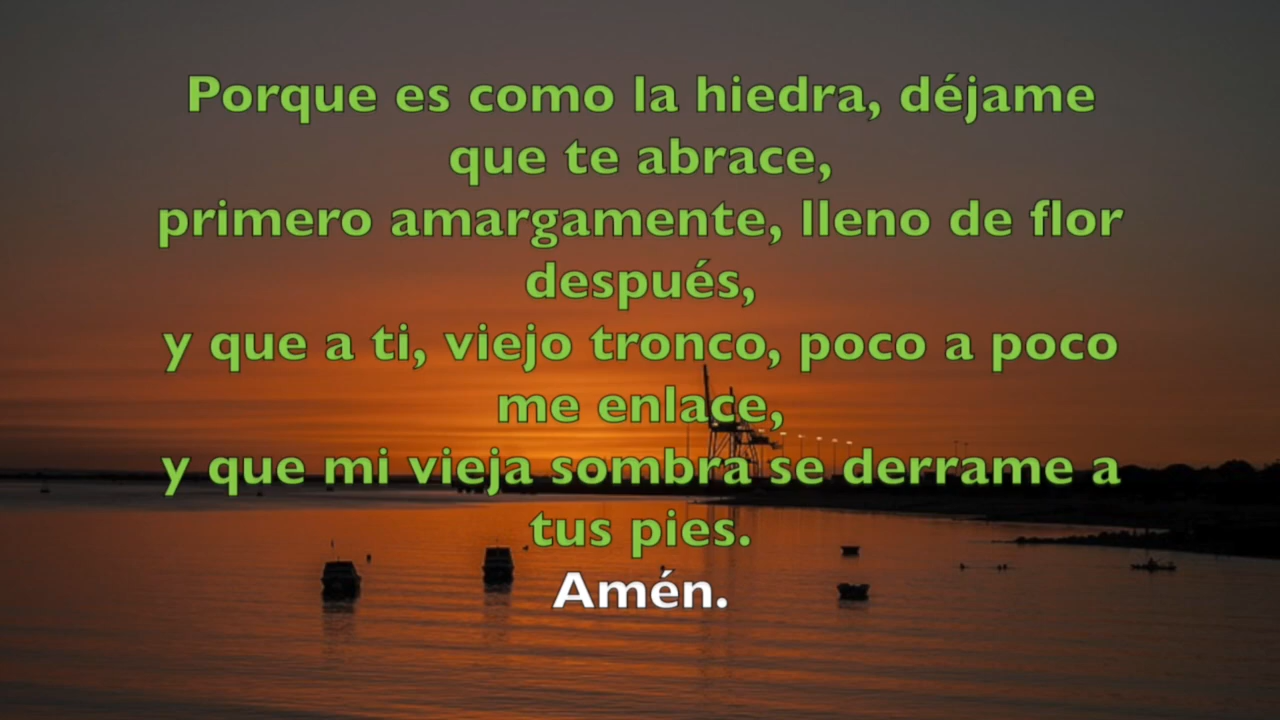 Porque es como la hiedra, déjame
que te abrace,
primero amargamente, lleno de flor
después,
y que a ti, viejo tronco, poco a poco
me enlace,
y que mi vieja sombra se derrame a
tus pies.
Amén.